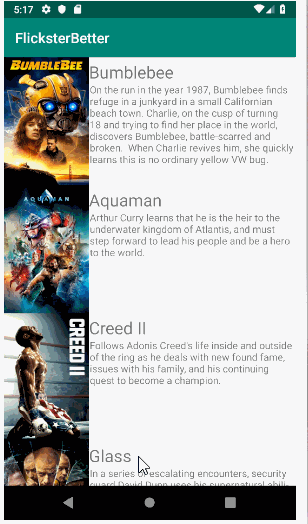 5:17
FlicksterBetter
BUMBLEBEE
Bumblebee
On the run in the year 1987, Bumblebee finds
refuge in a junkyard in a small Californian
beach town. Charlie, on the cusp of turning
18 and trying to find her place in the world,
discovers Bumblebee, battle-scarred and
broken. When Charlie revives him, she quickly
learns this is no ordinary yellow VW bug.
AQUAMAN
Aquaman
Arthur Curry learns that he is the heir to the
underwater kingdom of Atlantis, and must
step forward to lead his people and be a hero
to the world.
CREED II
Creed II
Follows Adonis Creed's life inside and outside
of the ring as he deals with new found fame,
issues with his family, and his continuing
quest to become a champion.
Glass
In a series of escalating encounters, security
guard David Dunn uses his supernatural abili-